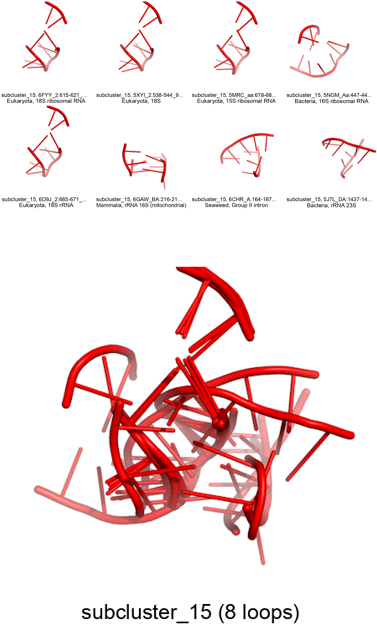 subcluster_15, 6FYY_2:615-621_...
Eukaryota, 18S ribosomal RNA
subcluster_15, 5XYI_2:538-544_9...
Eukaryota, 18S
subcluster_15, 5MRC_aa:678-68...
Eukaryota, 15S ribosomal RNA
subcluster_15, 5NGM_Aa:447-44...
Bacteria, 16S ribosomal RNA
subcluster_15, 6D9J_2:665-671_...
Eukaryota, 18S rRNA
subcluster_15, 6GAW_BA:216-21...
Mammalia, rRNA 16S (mitochondrial)
subcluster_15, 6CHR_A:164-167...
Seaweed, Group II intron
subcluster_15, 5J7L_DA:1437-14...
Bacteria, rRNA 23S
subcluster_15 (8 loops)